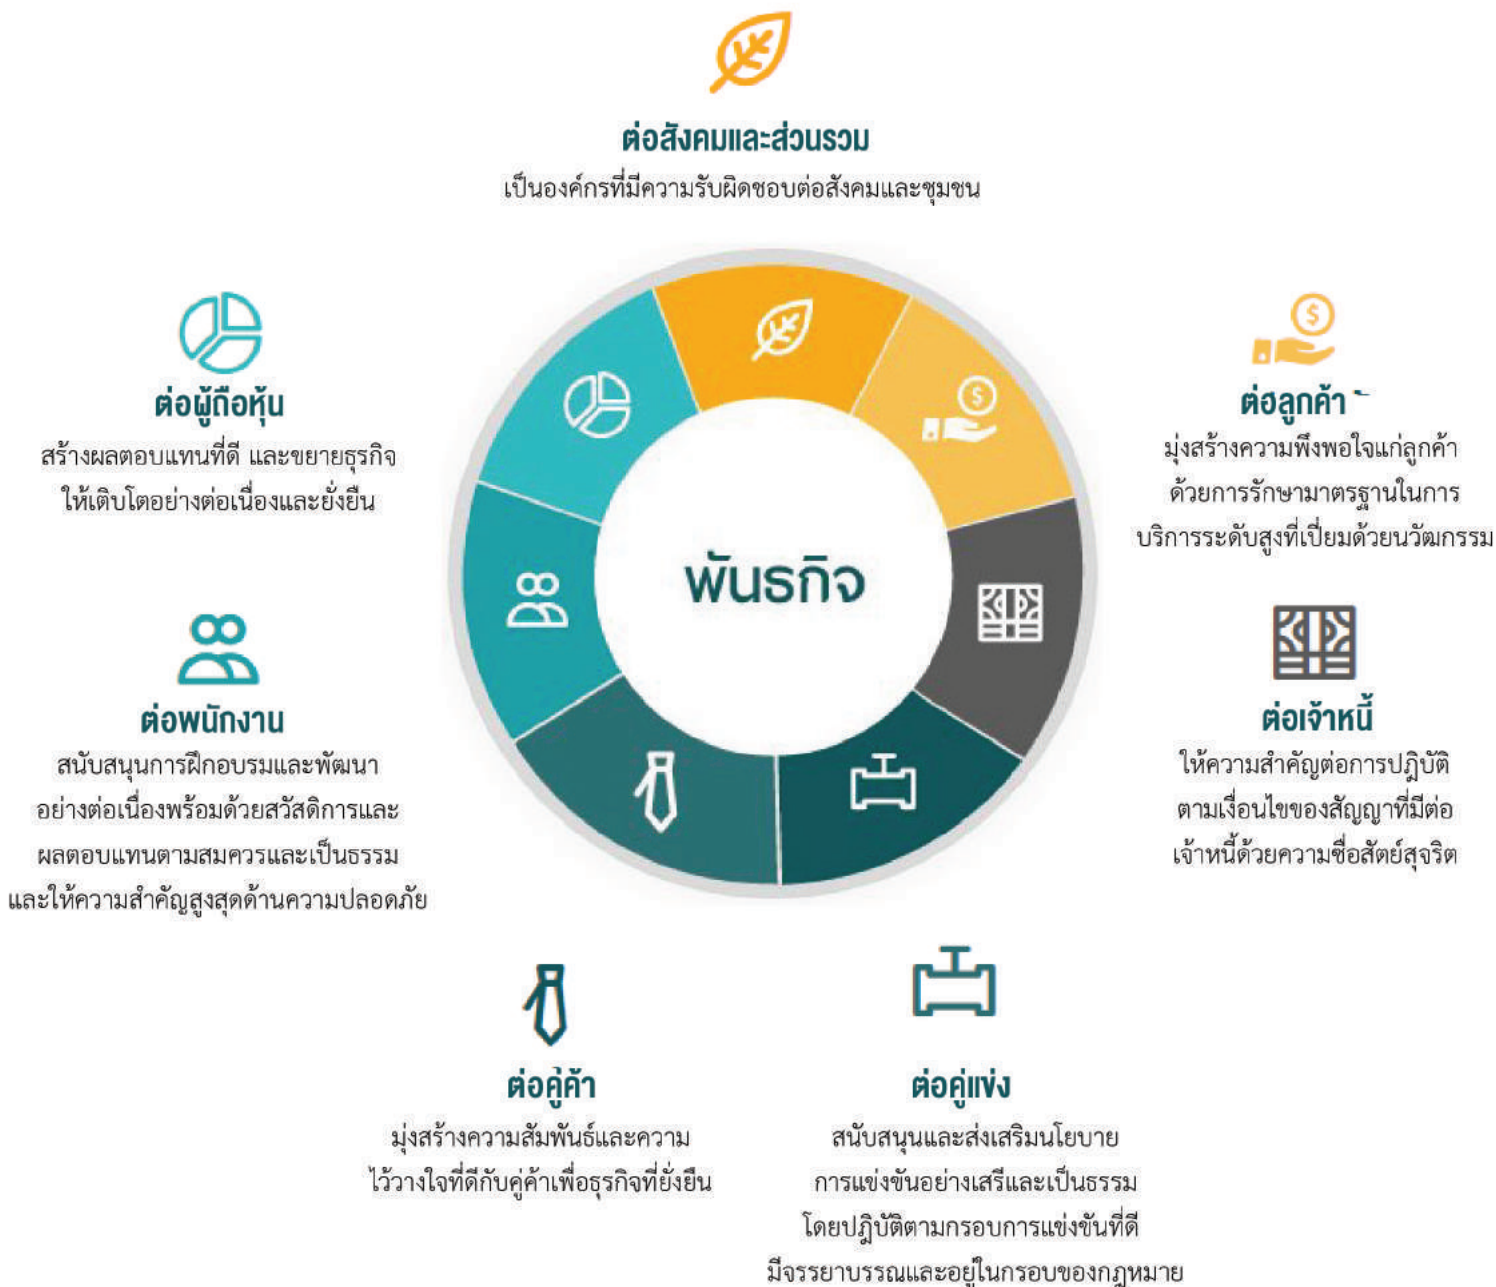 ต่อสังคมและส่วนรวม
เป็นองค์กรที่มีความรับผิดชอบต่อสังคมและชุมชน
ต่อผู้ถือหุ้น
สร้างผลตอบแทนที่ดี และขยายธุรกิจ
ให้เติบโตอย่างต่อเนื่องและยั่งยืน
ต่อลูกค้า
มุ่งสร้างความพึงพอใจแก่ลูกค้า
ด้วยการรักษามาตรฐานในการ
บริการระดับสูงที่เปี่ยมด้วยนวัฒกรรม
พันธกิจ
ต่อพนักงาน
สนับสนุนการฝึกอบรมและพัฒนา
อย่างต่อเนื่องพร้อมด้วยสวัสดิการและ
ผลตอบแทนตามสมควรและเป็นธรรม
และให้ความสำคัญสูงสุดด้านความปลอดภัย
ต่อเจ้าหนี้
ให้ความสำคัญต่อการปฎิบัติ
ตามเงื่อนไขของสัญญาที่มีต่อ
เจ้าหนี้ด้วยความซื่อสัตย์สุจริต
ต่อคู่ค้า
มุ่งสร้างความสัมพันธ์และความ
ไว้วางใจที่ดีกับคู่ค้าเพื่อธุรกิจที่ยั่งยืน
ต่อคู่แข่ง
สนับสนุนและส่งเสริมนโยบาย
การแข่งขันอย่างเสรีและเป็นธรรม
โดยปฎิบัติตามกรอบการแข่งขันที่ดี
มีจรรยาบรรณและอยู่ในกรอบของกฎหมาย